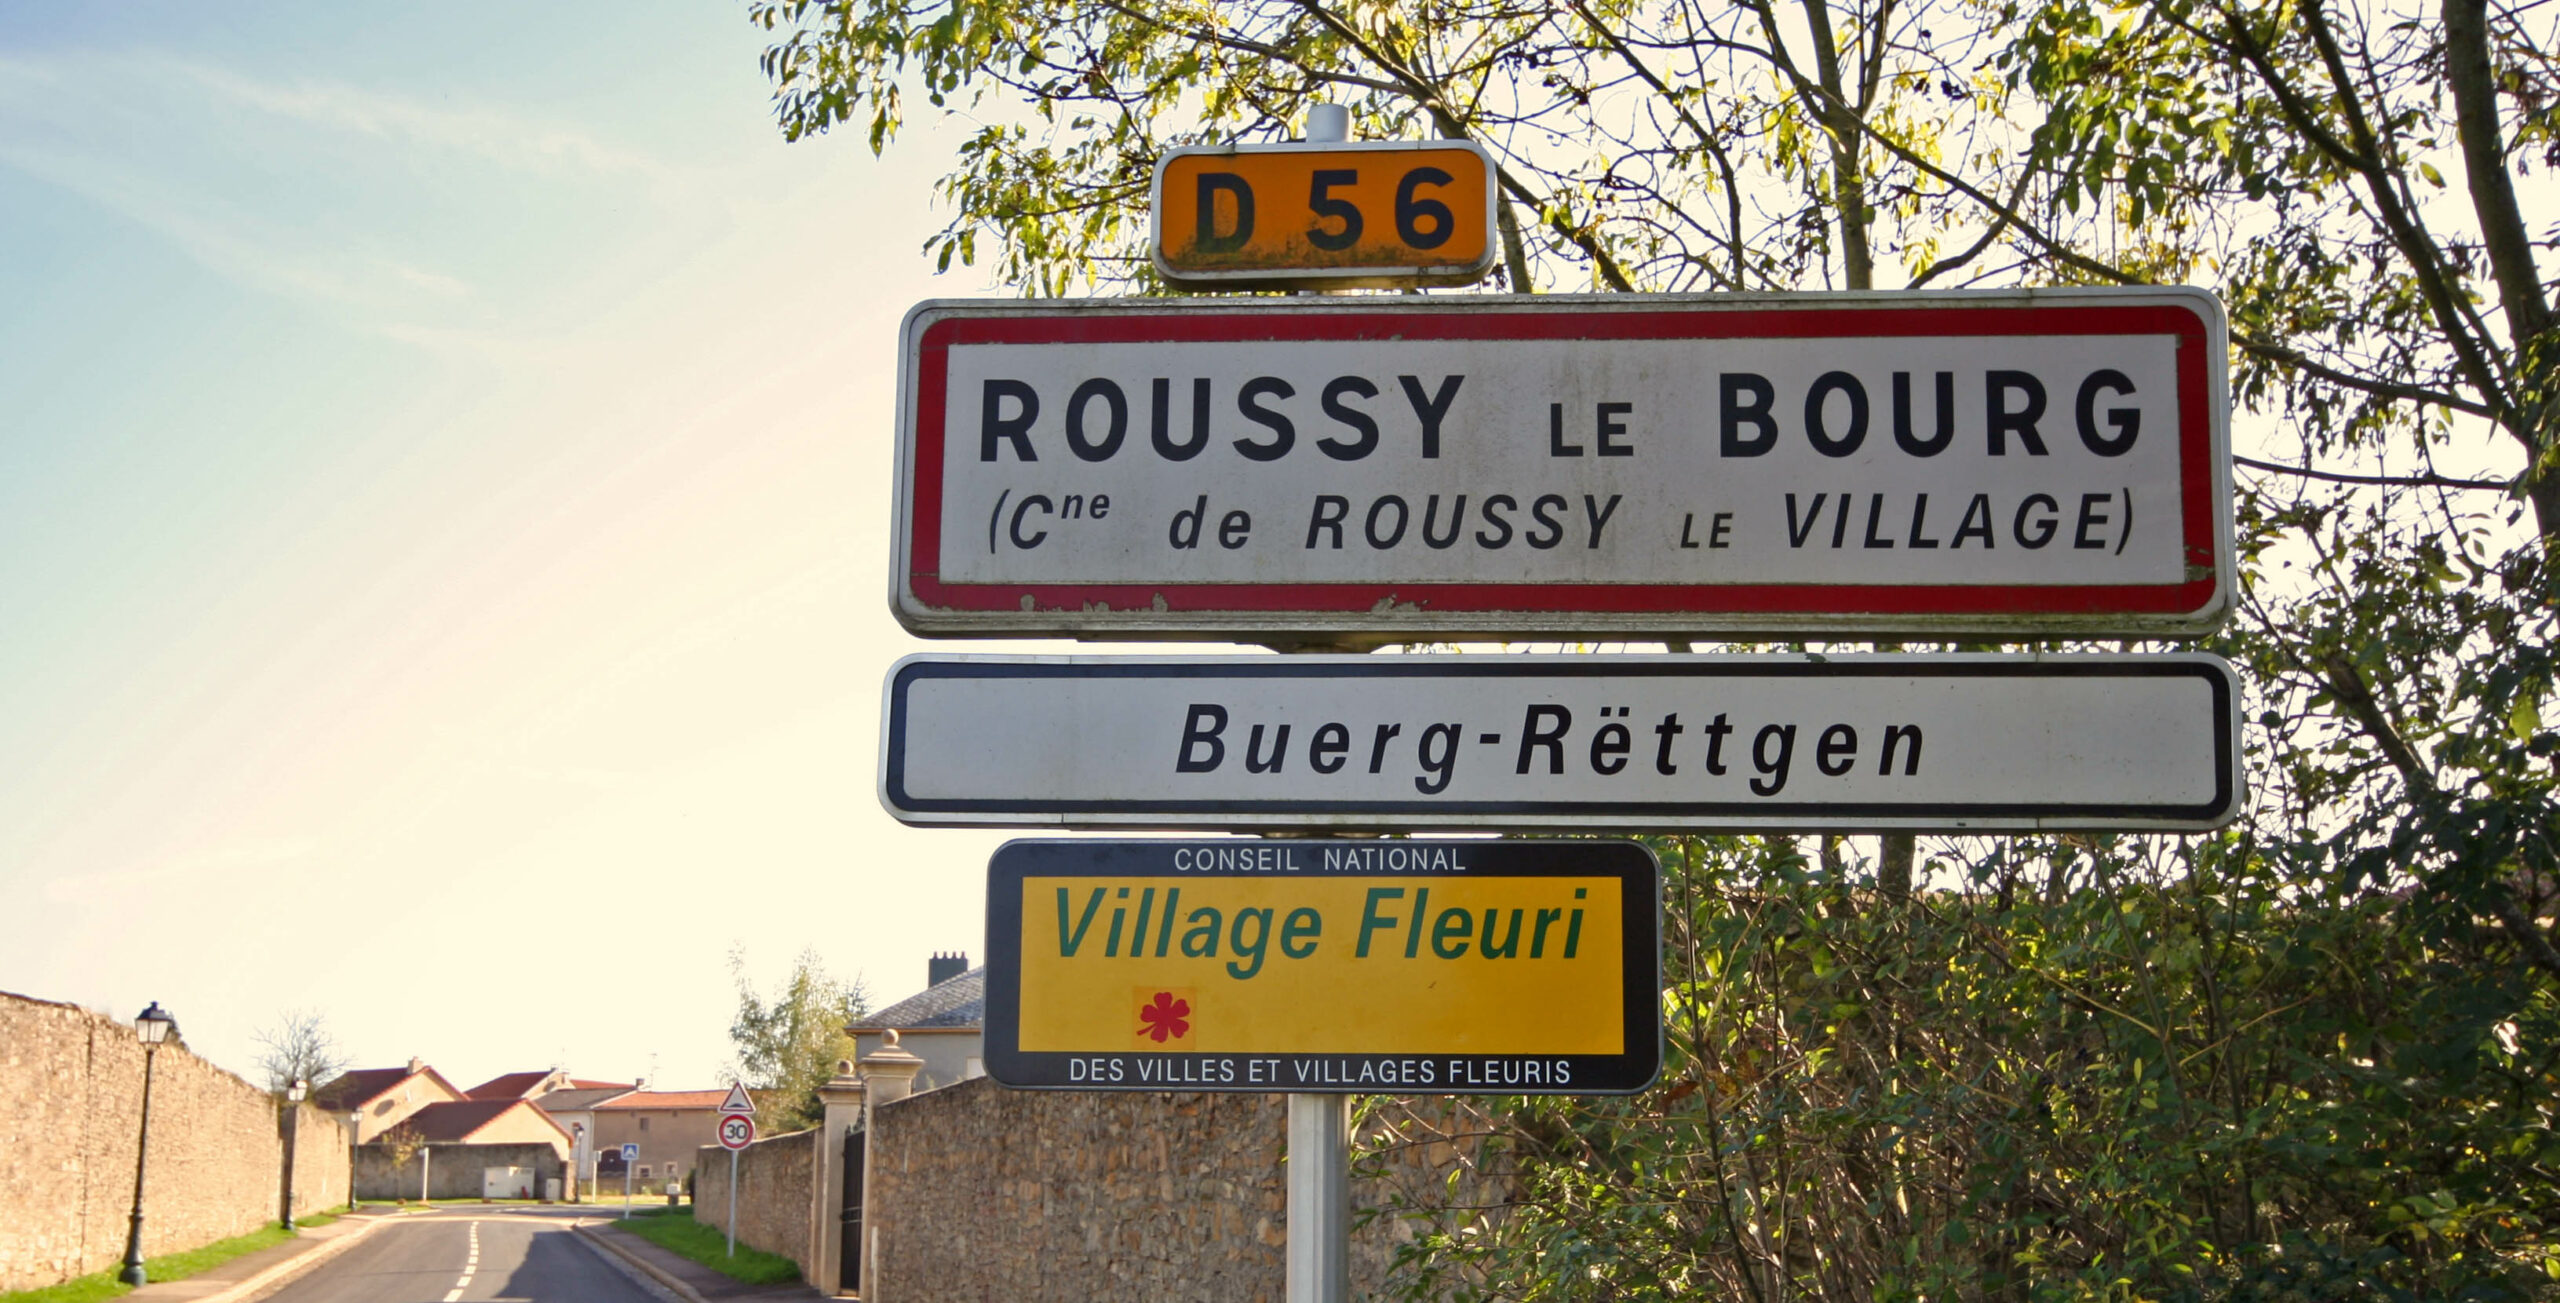 D 56
ROUSSY LE BOURG
(Cne de ROUSSY LE VILLAGE)
Buerg-Rëttgen
CONSEIL NATIONAL
Village Fleuri
DES VILLES ET VILLAGES FLEURIS
30